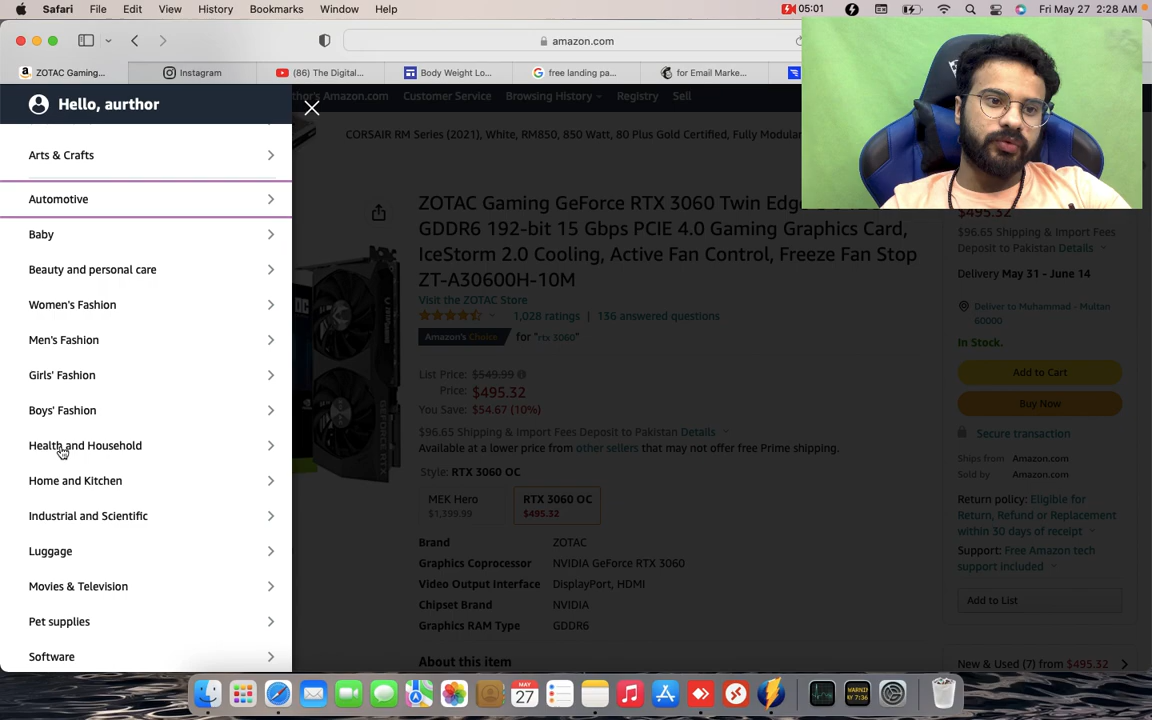 Safari File Edit View History Bookmarks Window Help 05:01 Fri May 27 2:28 AM
amazon.com
ZOTAC Gaming... Instagram (86) The Digital... Body Weight Lo... free landing pa... for Email Marke...
Hello, aurthor
thor's Amazon.com Customer Service Browsing History Registry Sell
CORSAIR RM Series (2021), White, RM850, 850 Watt, 80 Plus Gold Certified, Fully Modular
Arts & Crafts
Automotive
Baby
Beauty and personal care
Women's Fashion
Men's Fashion
Girls' Fashion
Boys' Fashion
Health and Household
Home and Kitchen
Industrial and Scientific
Luggage
Movies & Television
Pet supplies
Software
ZOTAC Gaming GeForce RTX 3060 Twin Edge
GDDR6 192-bit 15 Gbps PCIE 4.0 Gaming Graphics Card,
IceStorm 2.0 Cooling, Active Fan Control, Freeze Fan Stop
ZT-A30600H-10M
Visit the ZOTAC Store
1,028 ratings | 136 answered questions
Amazon's Choice for "rtx 3060"
List Price: $549.99
Price: $495.32
You Save: $54.67 (10%)
$96.65 Shipping & Import Fees Deposit to Pakistan Details
Available at a lower price from other sellers that may not offer free Prime shipping.
Style: RTX 3060 OC
MEK Hero
$1,399.99
RTX 3060 OC
$495.32
Brand ZOTAC
Graphics Coprocessor NVIDIA GeForce RTX 3060
Video Output Interface DisplayPort, HDMI
Chipset Brand NVIDIA
Graphics RAM Type GDDR6
About this item
$495.32
$96.65 Shipping & Import Fees
Deposit to Pakistan Details
Delivery May 31 - June 14
Deliver to Muhammad - Multan
60000
In Stock.
Add to Cart
Buy Now
Secure transaction
Ships from Amazon.com
Sold by Amazon.com
Return policy: Eligible for
Return, Refund or Replacement
within 30 days of receipt
Support: Free Amazon tech
support included
Add to List
New & Used (7) from $495.32
MAY
27